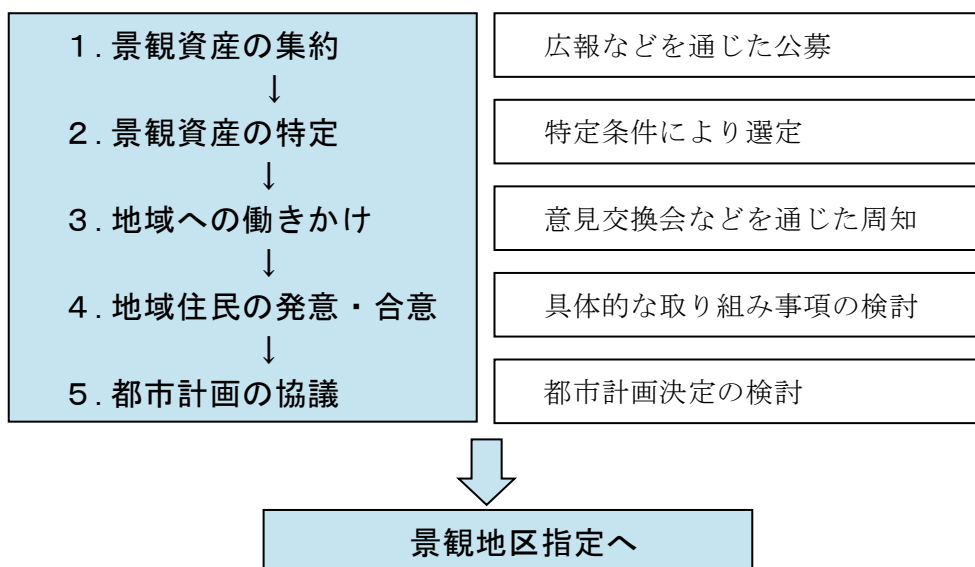 １．景観資産の集約
広報などを通じた公募
↓
２．景観資産の特定
特定条件により選定
↓
３．地域への働きかけ
意見交換会などを通じた周知
↓
４．地域住民の発意・合意
具体的な取り組み事項の検討
↓
５．都市計画の協議
都市計画決定の検討
景観地区指定へ